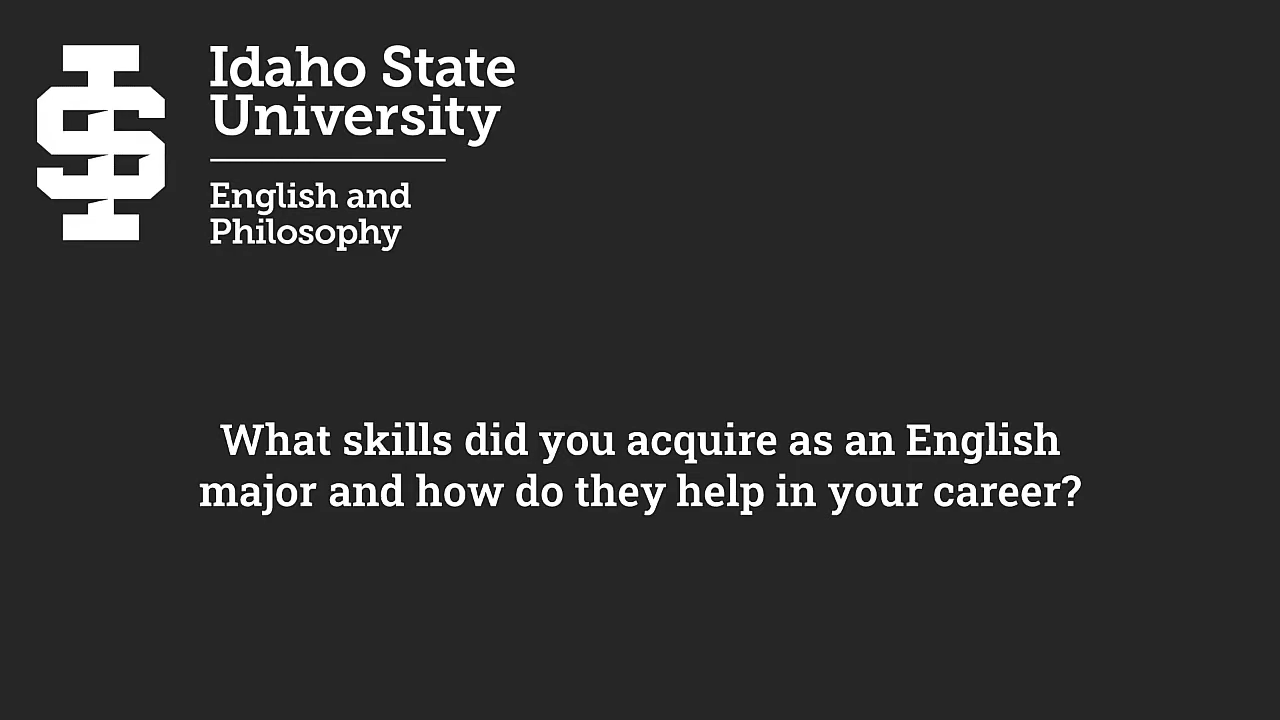 Idaho State
University
English and
Philosophy
What skills did you acquire as an English
major and how do they help in your career?